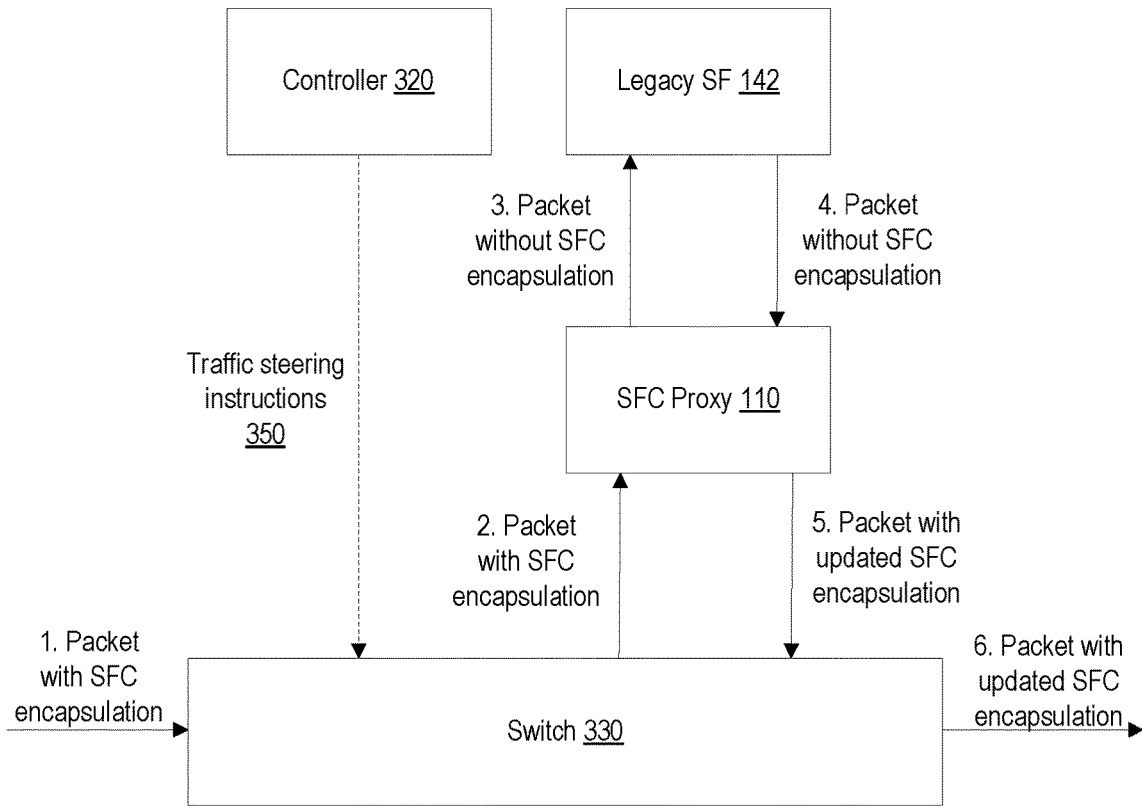 Controller 320
Legacy SF 142
3. Packet
without SFC
encapsulation
4. Packet
without SFC
encapsulation
Traffic steering
instructions
350
SFC Proxy 110
2. Packet
with SFC
encapsulation
5. Packet with
updated SFC
encapsulation
1. Packet
with SFC
encapsulation
Switch 330
6. Packet with
updated SFC
encapsulation